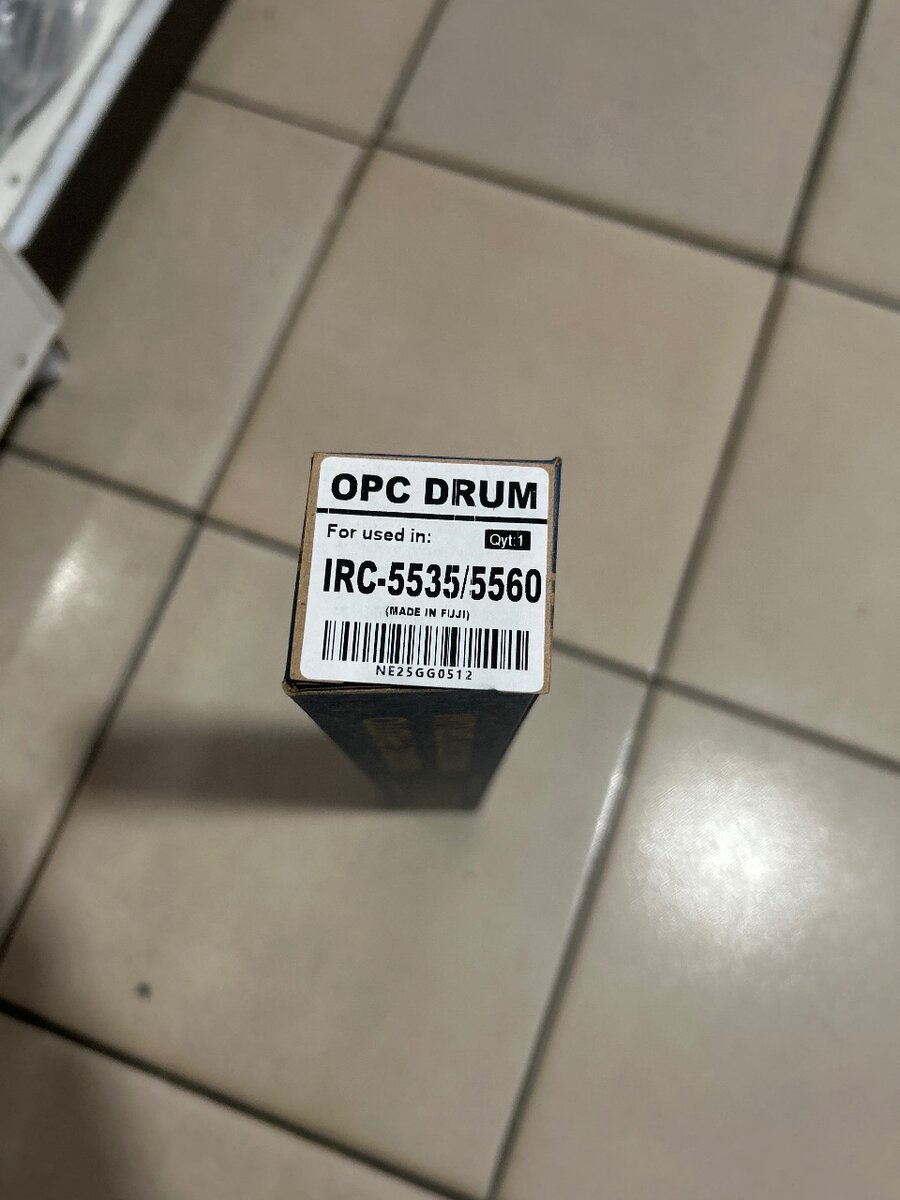 OPC DRUM
For used in: Qyt:1
IRC-5535/5560
(MADE IN FUJI)
NE25GG0512